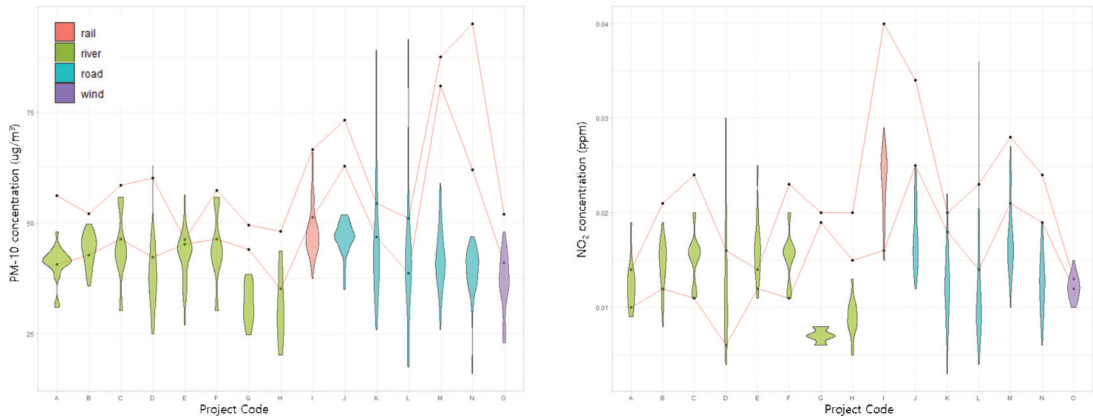 PM-10 concentration (ug/m³)
75
50
25
rail
river
road
wind
A B C D E F G H I J K L M N O
Project Code
NO₂ concentration (ppm)
0.04
0.03
0.02
0.01
A B C D E F G H I J K L M N O
Project Code